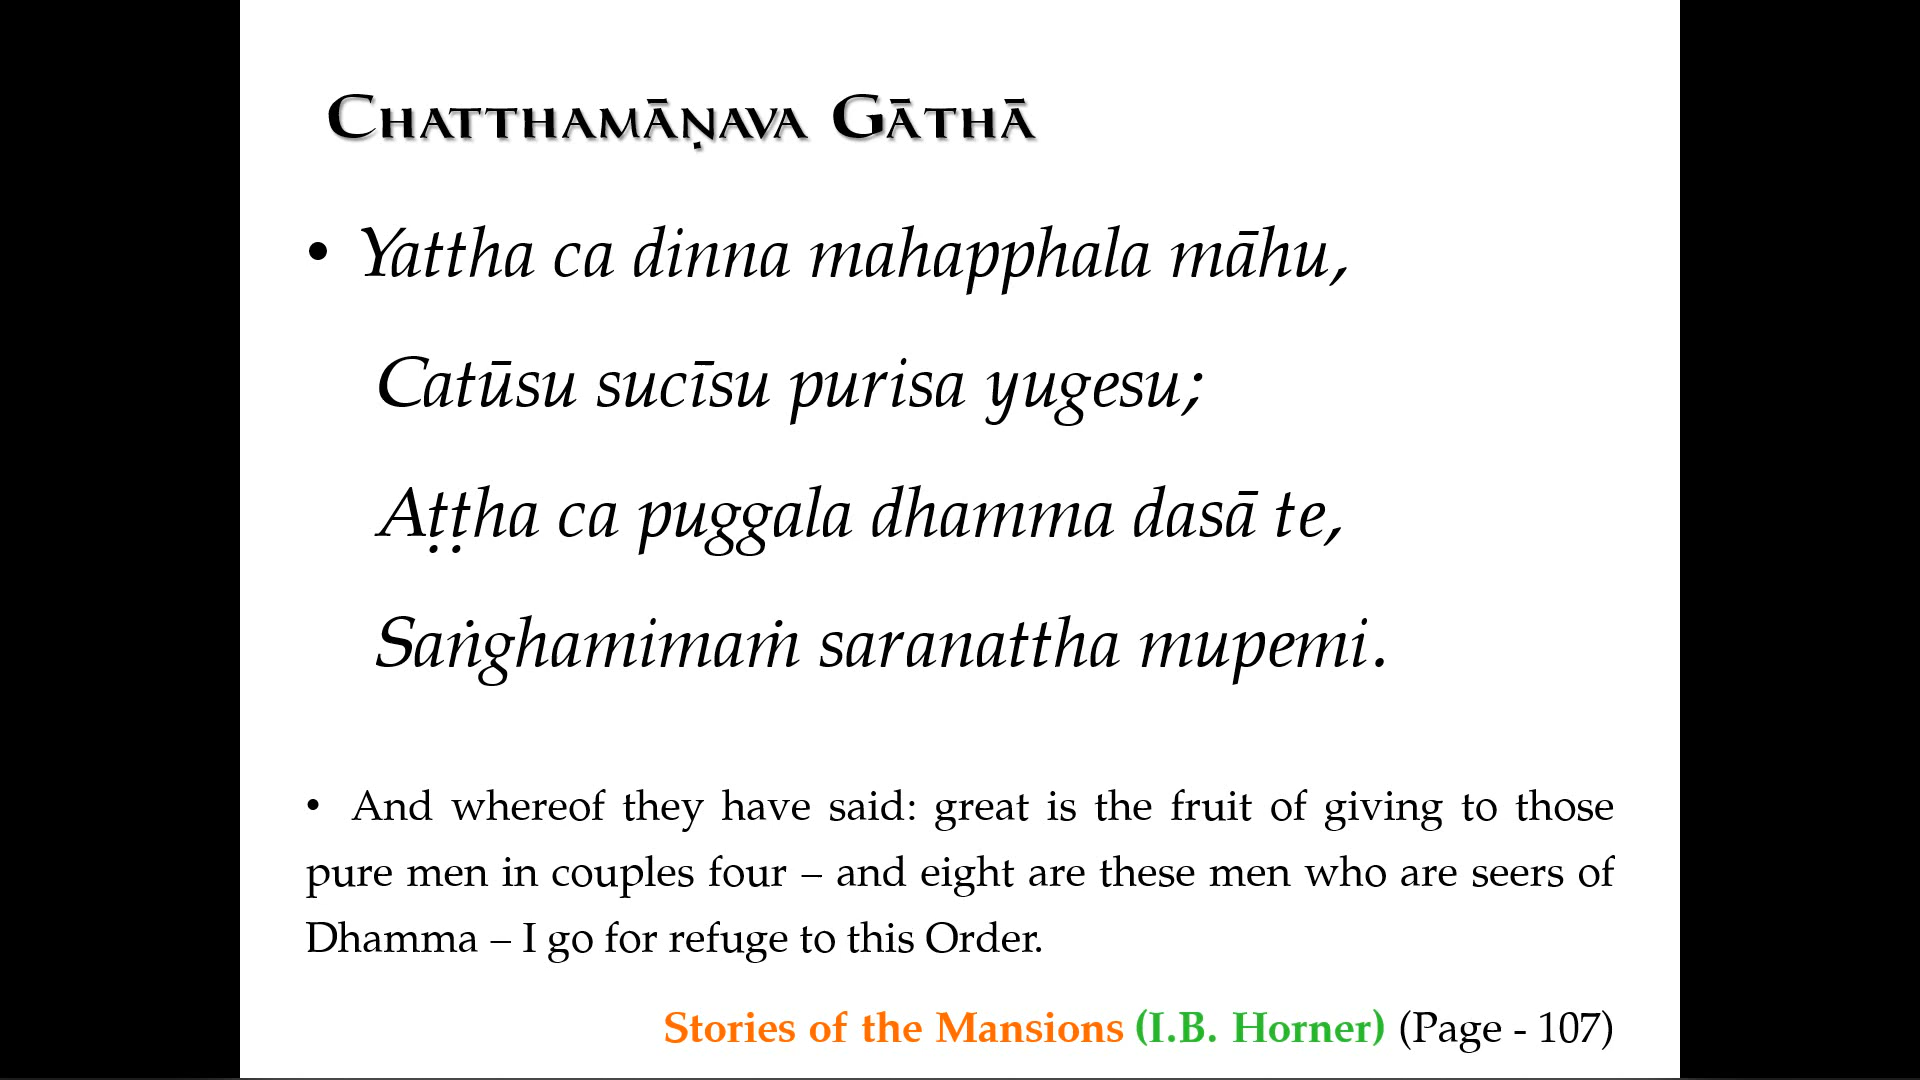 Chatthamāṇava Gāthā
• Yattha ca dinna mahapphala māhu,
Catūsu sucīsu purisa yugesu;
Aṭṭha ca puggala dhamma dasā te,
Saṅghamimaṁ saranattha mupemi.
• And whereof they have said: great is the fruit of giving to those
pure men in couples four – and eight are these men who are seers of
Dhamma – I go for refuge to this Order.
Stories of the Mansions (I.B. Horner) (Page - 107)